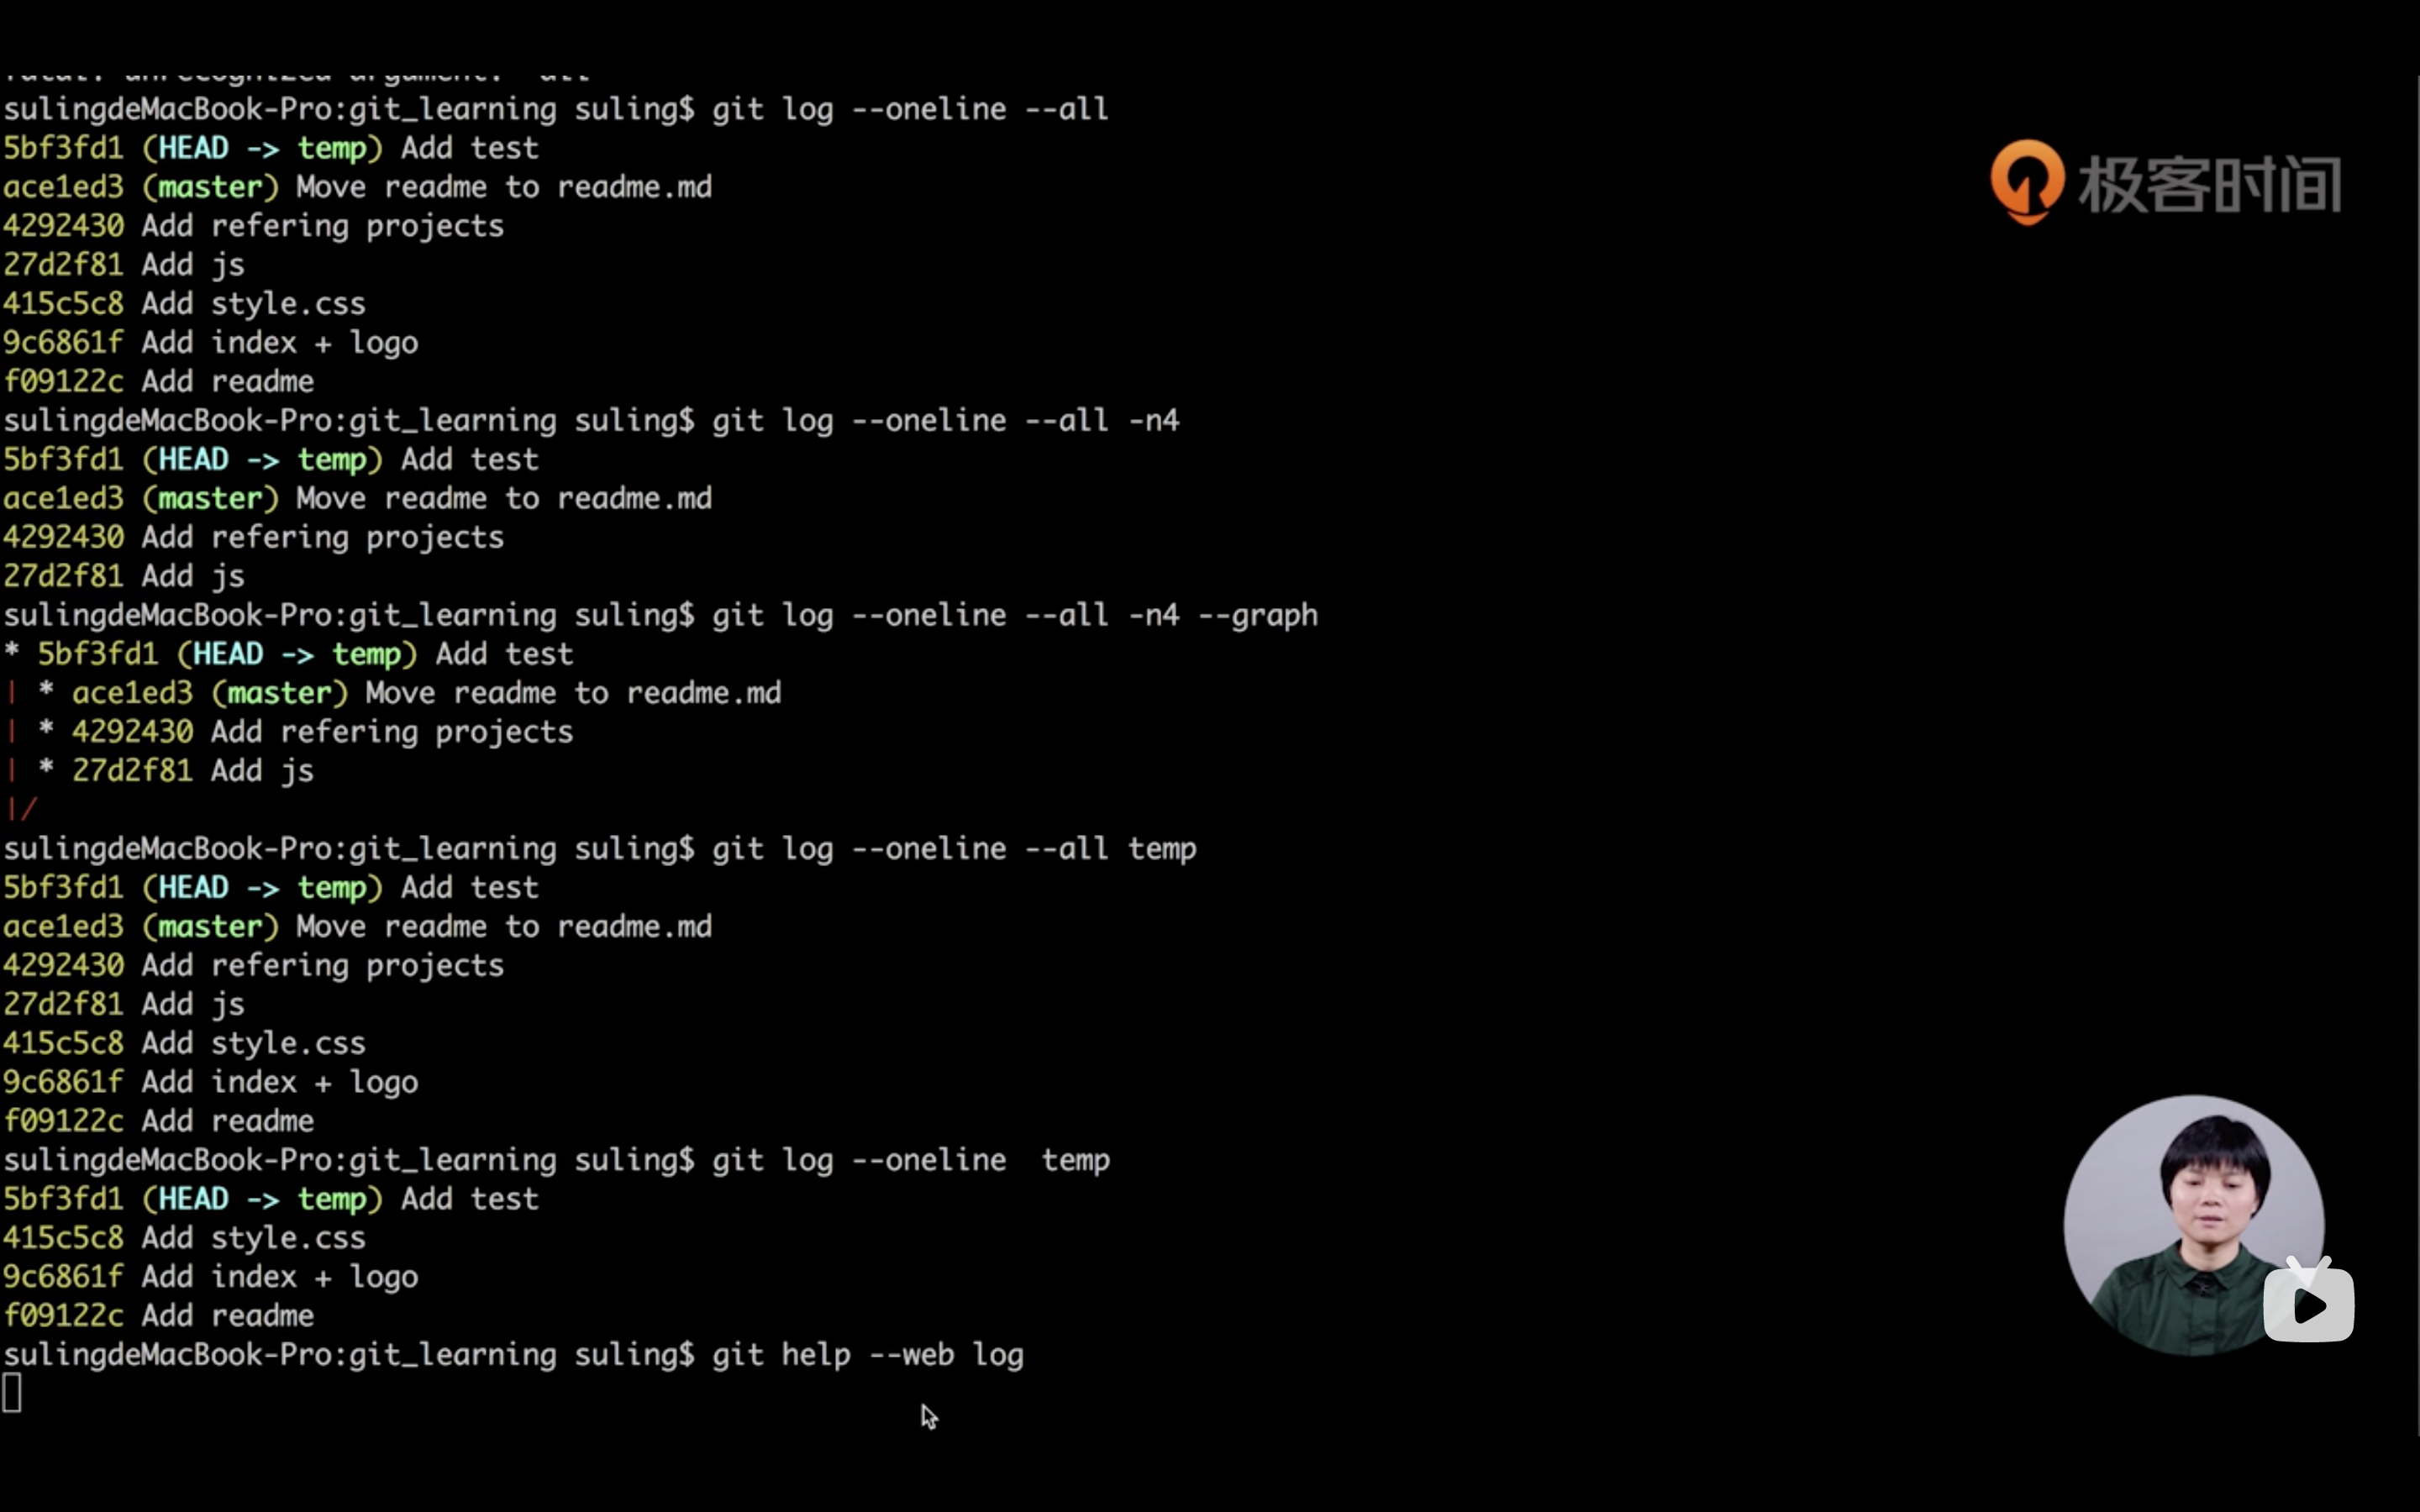 fatal: unrecognized argument: -all
sulingdeMacBook-Pro:git_learning suling$ git log --oneline --all
5bf3fd1 (HEAD -> temp) Add test
ace1ed3 (master) Move readme to readme.md
4292430 Add refering projects
27d2f81 Add js
415c5c8 Add style.css
9c6861f Add index + logo
f09122c Add readme
sulingdeMacBook-Pro:git_learning suling$ git log --oneline --all -n4
5bf3fd1 (HEAD -> temp) Add test
ace1ed3 (master) Move readme to readme.md
4292430 Add refering projects
27d2f81 Add js
sulingdeMacBook-Pro:git_learning suling$ git log --oneline --all -n4 --graph
* 5bf3fd1 (HEAD -> temp) Add test
| * ace1ed3 (master) Move readme to readme.md
| * 4292430 Add refering projects
| * 27d2f81 Add js
|/
sulingdeMacBook-Pro:git_learning suling$ git log --oneline --all temp
5bf3fd1 (HEAD -> temp) Add test
ace1ed3 (master) Move readme to readme.md
4292430 Add refering projects
27d2f81 Add js
415c5c8 Add style.css
9c6861f Add index + logo
f09122c Add readme
sulingdeMacBook-Pro:git_learning suling$ git log --oneline  temp
5bf3fd1 (HEAD -> temp) Add test
415c5c8 Add style.css
9c6861f Add index + logo
f09122c Add readme
sulingdeMacBook-Pro:git_learning suling$ git help --web log
极客时间